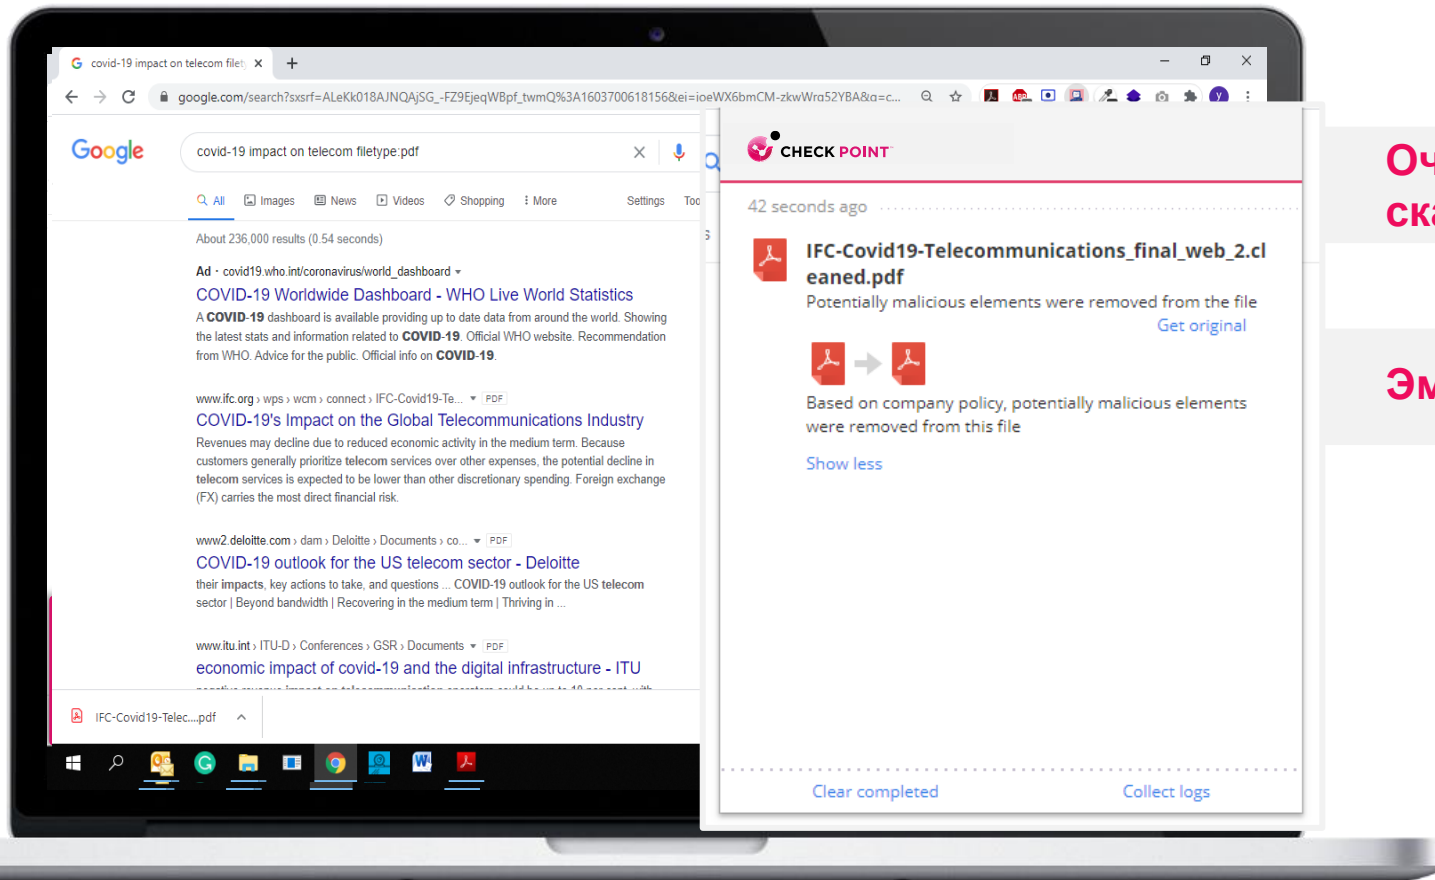 covid-19 impact on telecom filet
google.com/search?sxsrf=ALeKk018AJNQAjSG_-FZ9EjeqWBpf_twmQ%3A1603700618156&ei=ioeWX6bmCM-zkwWrg52YBA&q=c...
Google
covid-19 impact on telecom filetype:pdf
All Images News Videos Shopping More Settings Too
About 236,000 results (0.54 seconds)
Ad · covid19.who.int/coronavirus/world_dashboard
COVID-19 Worldwide Dashboard - WHO Live World Statistics
A COVID-19 dashboard is available providing up to date data from around the world. Showing
the latest stats and information related to COVID-19. Official WHO website. Recommendation
from WHO. Advice for the public. Official info on COVID-19.
www.ifc.org › wps › wcm › connect › IFC-Covid19-Te... PDF
COVID-19's Impact on the Global Telecommunications Industry
Revenues may decline due to reduced economic activity in the medium term. Because
customers generally prioritize telecom services over other expenses, the potential decline in
telecom services is expected to be lower than other discretionary spending. Foreign exchange
(FX) carries the most direct financial risk.
www2.deloitte.com › dam › Deloitte › Documents › co... PDF
COVID-19 outlook for the US telecom sector - Deloitte
their impacts, key actions to take, and questions ... COVID-19 outlook for the US telecom
sector | Beyond bandwidth | Recovering in the medium term | Thriving in ...
www.itu.int › ITU-D › Conferences › GSR › Documents PDF
economic impact of covid-19 and the digital infrastructure - ITU
IFC-Covid19-Telec....pdf
CHECK POINT
42 seconds ago
IFC-Covid19-Telecommunications_final_web_2.cl
eaned.pdf
Potentially malicious elements were removed from the file
Get original
Based on company policy, potentially malicious elements
were removed from this file
Show less
Clear completed Collect logs
Оч
ска
Эм